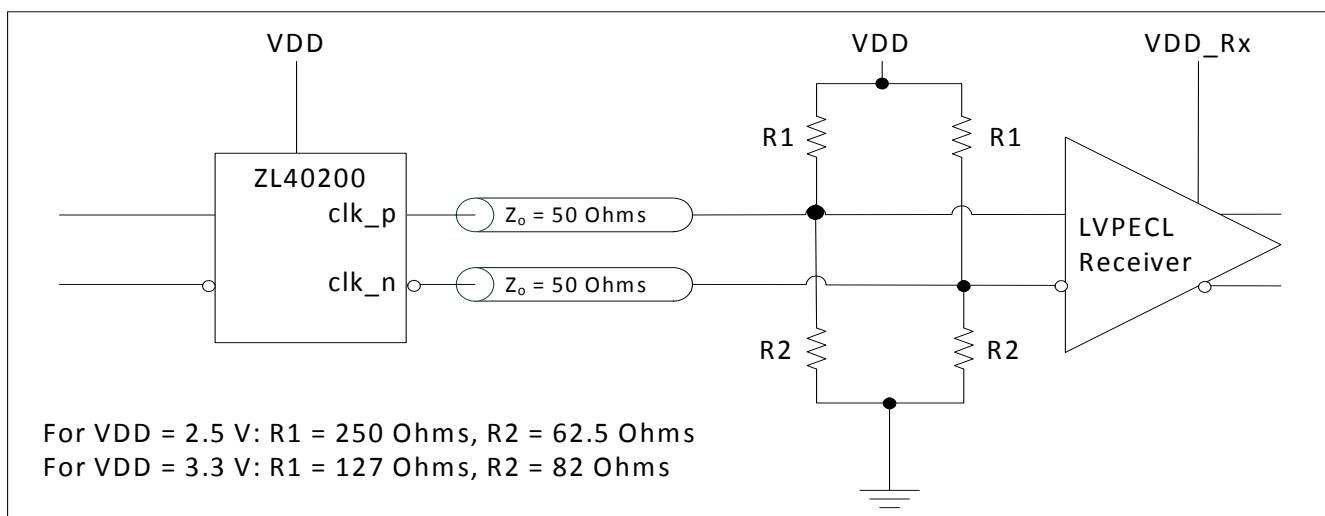 VDD
VDD
VDD_Rx
R1
R1
ZL40200
clk_p
Zo = 50 Ohms
LVPECL
Receiver
clk_n
Zo = 50 Ohms
R2
R2
For VDD = 2.5 V: R1 = 250 Ohms, R2 = 62.5 Ohms
For VDD = 3.3 V: R1 = 127 Ohms, R2 = 82 Ohms